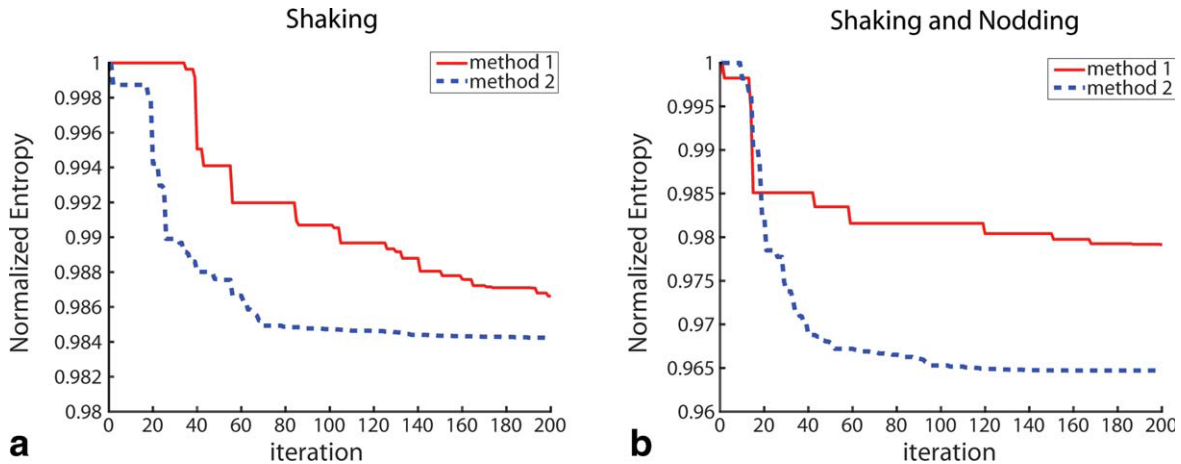 Shaking
method 1
method 2
1
0.998
0.996
0.994
0.992
0.99
0.988
0.986
0.984
0.982
0.98
Normalized Entropy
0 20 40 60 80 100 120 140 160 180 200
iteration
a
Shaking and Nodding
method 1
method 2
1
0.995
0.99
0.985
0.98
0.975
0.97
0.965
0.96
Normalized Entropy
0 20 40 60 80 100 120 140 160 180 200
iteration
b